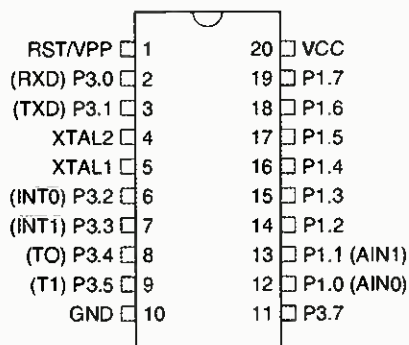 RST/VPP 1 20 VCC
(RXD) P3.0 2 19 P1.7
(TXD) P3.1 3 18 P1.6
XTAL2 4 17 P1.5
XTAL1 5 16 P1.4
(INT0) P3.2 6 15 P1.3
(INT1) P3.3 7 14 P1.2
(TO) P3.4 8 13 P1.1 (AIN1)
(T1) P3.5 9 12 P1.0 (AIN0)
GND 10 11 P3.7